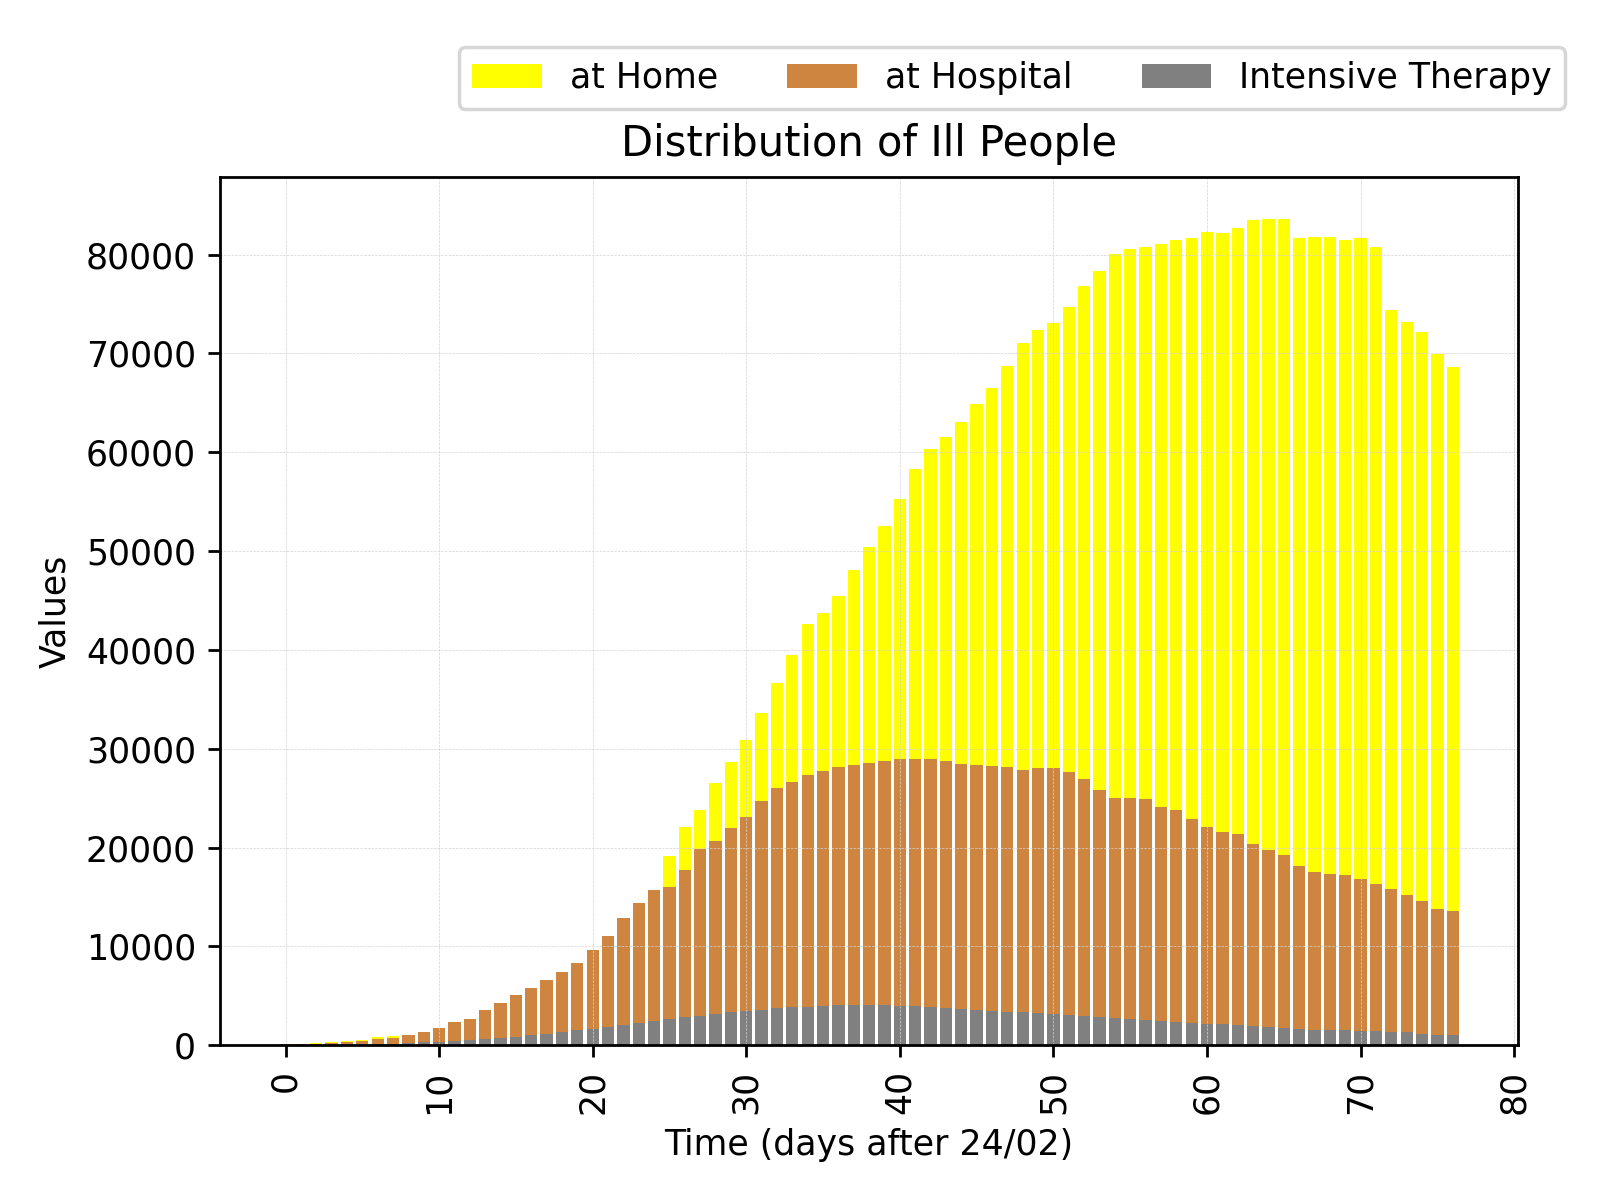 at Home at Hospital Intensive Therapy
Distribution of Ill People
80000
70000
60000
50000
40000
30000
20000
10000
0
Values
0 10 20 30 40 50 60 70 80
Time (days after 24/02)